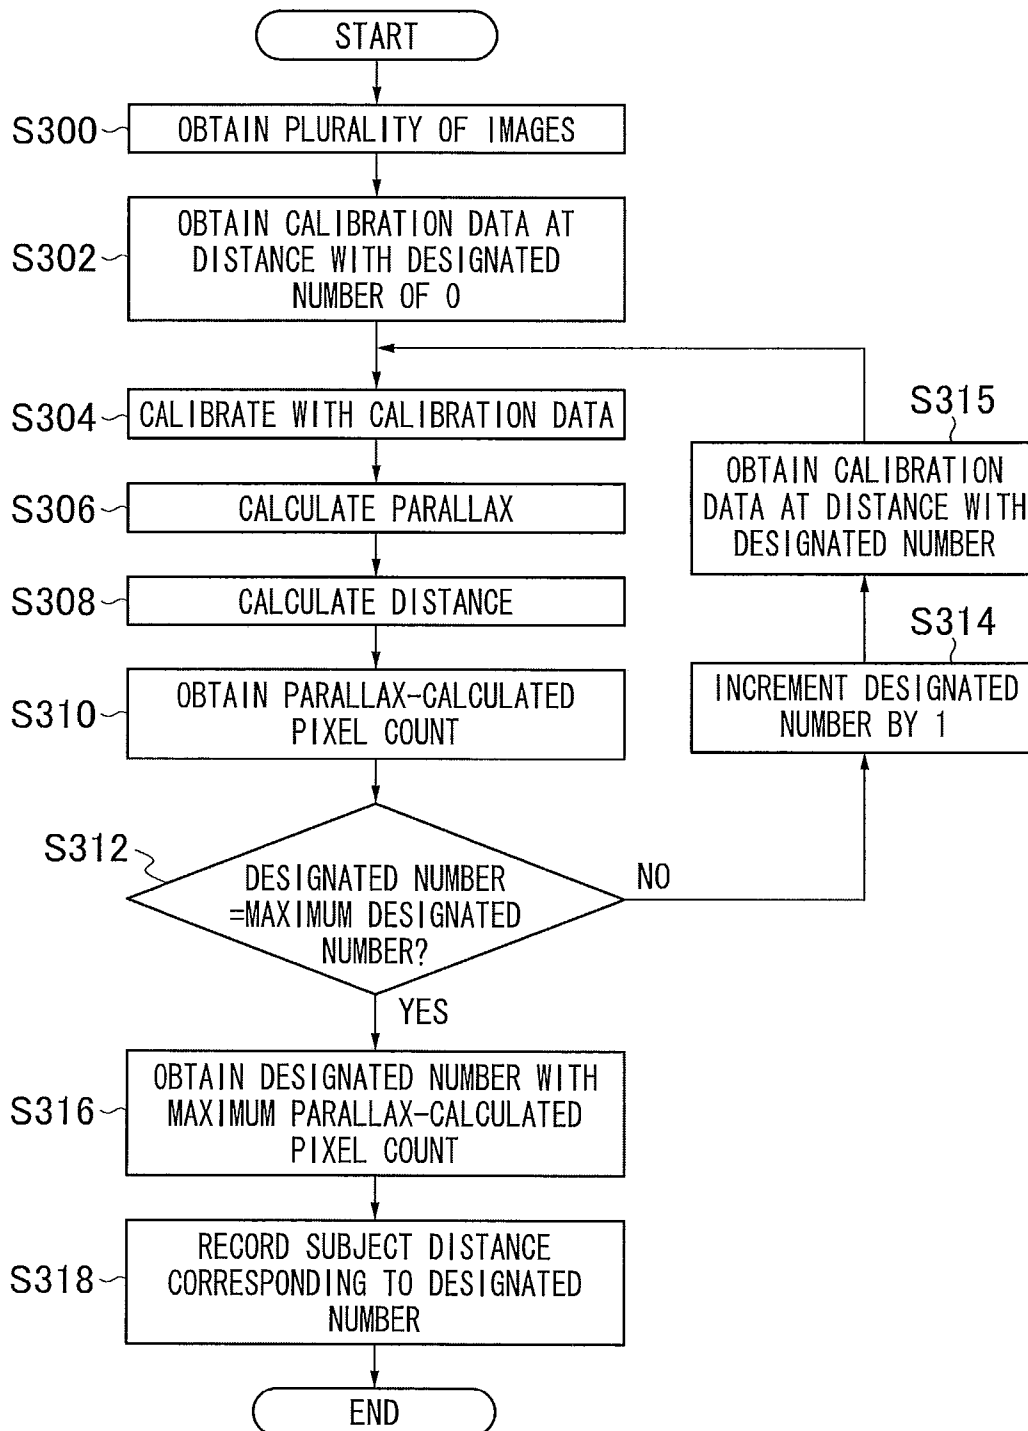 START
S300
OBTAIN PLURALITY OF IMAGES
S302
OBTAIN CALIBRATION DATA AT
DISTANCE WITH DESIGNATED
NUMBER OF 0
S304
CALIBRATE WITH CALIBRATION DATA
S306
CALCULATE PARALLAX
S308
CALCULATE DISTANCE
S310
OBTAIN PARALLAX-CALCULATED
PIXEL COUNT
S312
DESIGNATED NUMBER
=MAXIMUM DESIGNATED
NUMBER?
NO
YES
S314
INCREMENT DESIGNATED
NUMBER BY 1
S315
OBTAIN CALIBRATION
DATA AT DISTANCE WITH
DESIGNATED NUMBER
S316
OBTAIN DESIGNATED NUMBER WITH
MAXIMUM PARALLAX-CALCULATED
PIXEL COUNT
S318
RECORD SUBJECT DISTANCE
CORRESPONDING TO DESIGNATED
NUMBER
END